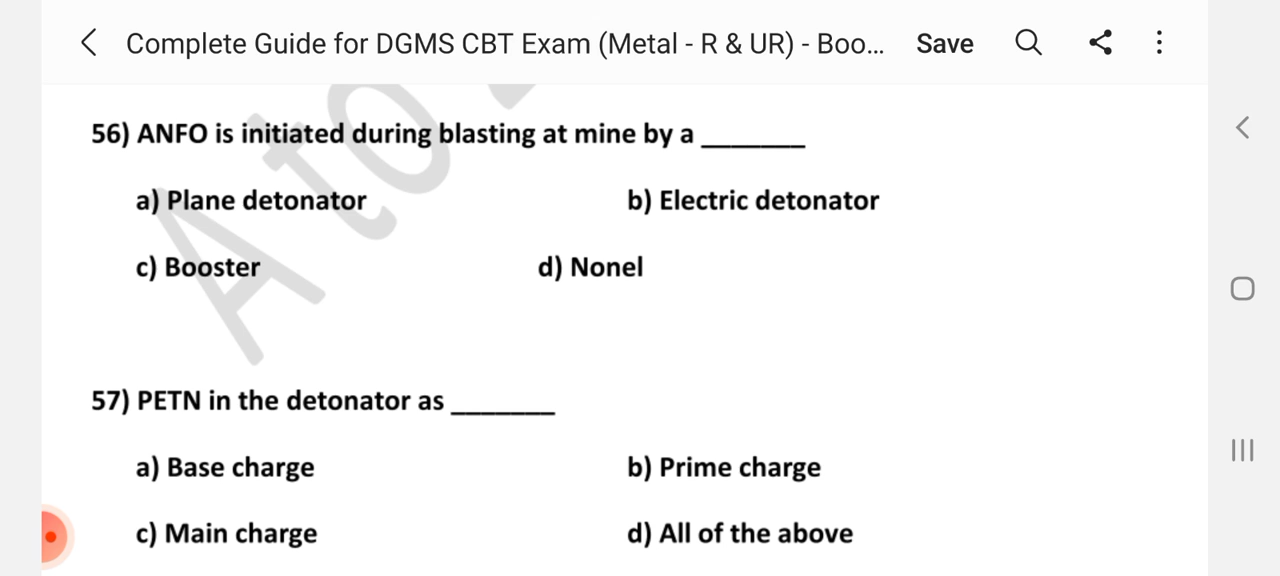 Complete Guide for DGMS CBT Exam (Metal - R & UR) - Boo... Save
A to
56) ANFO is initiated during blasting at mine by a _______
a) Plane detonator b) Electric detonator
c) Booster d) Nonel
57) PETN in the detonator as _______
a) Base charge b) Prime charge
c) Main charge d) All of the above